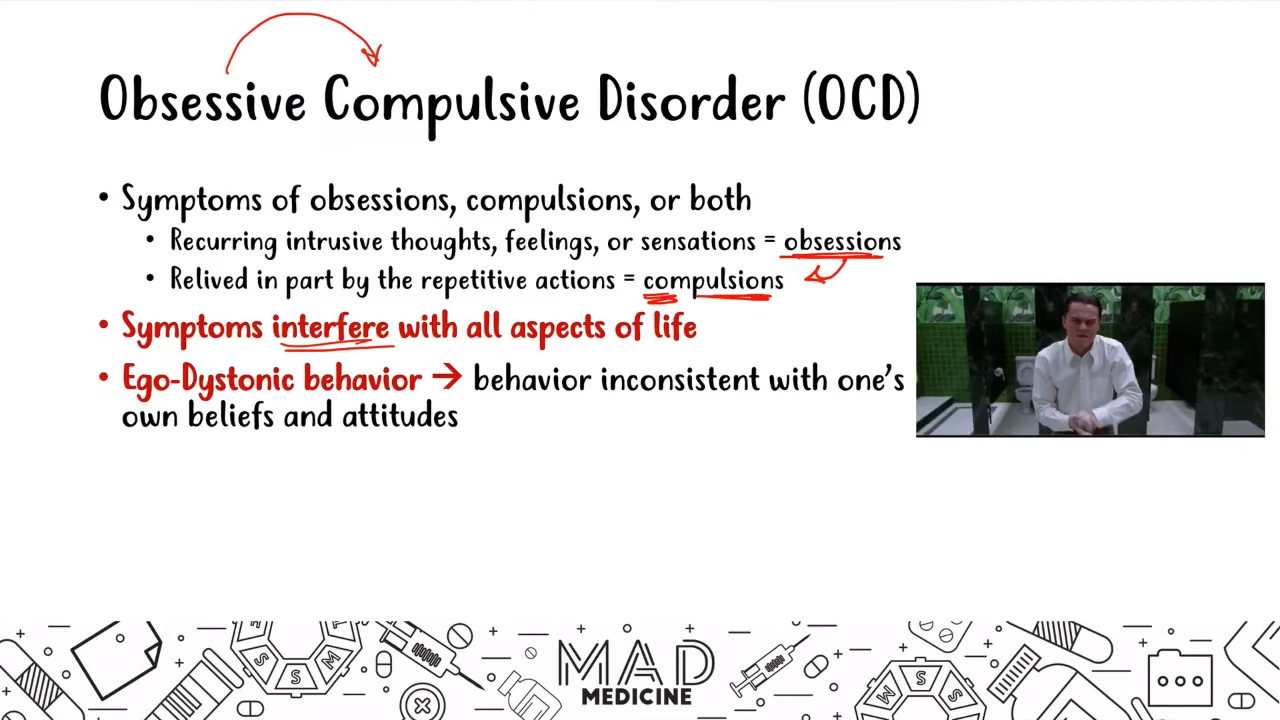 Obsessive Compulsive Disorder (OCD)
• Symptoms of obsessions, compulsions, or both
• Recurring intrusive thoughts, feelings, or sensations = obsessions
• Relived in part by the repetitive actions = compulsions
• Symptoms interfere with all aspects of life
• Ego-Dystonic behavior → behavior inconsistent with one's
own beliefs and attitudes
MAD
MEDICINE